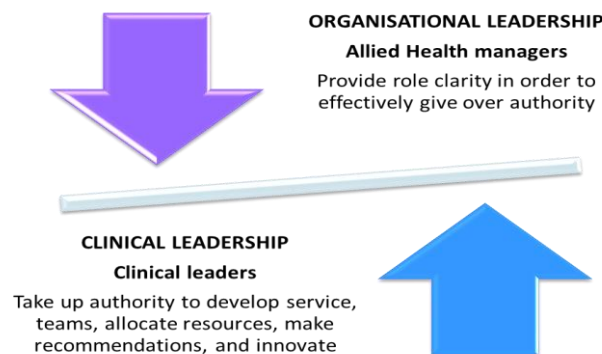 ORGANISATIONAL LEADERSHIP
Allied Health managers
Provide role clarity in order to
effectively give over authority
CLINICAL LEADERSHIP
Clinical leaders
Take up authority to develop service,
teams, allocate resources, make
recommendations, and innovate